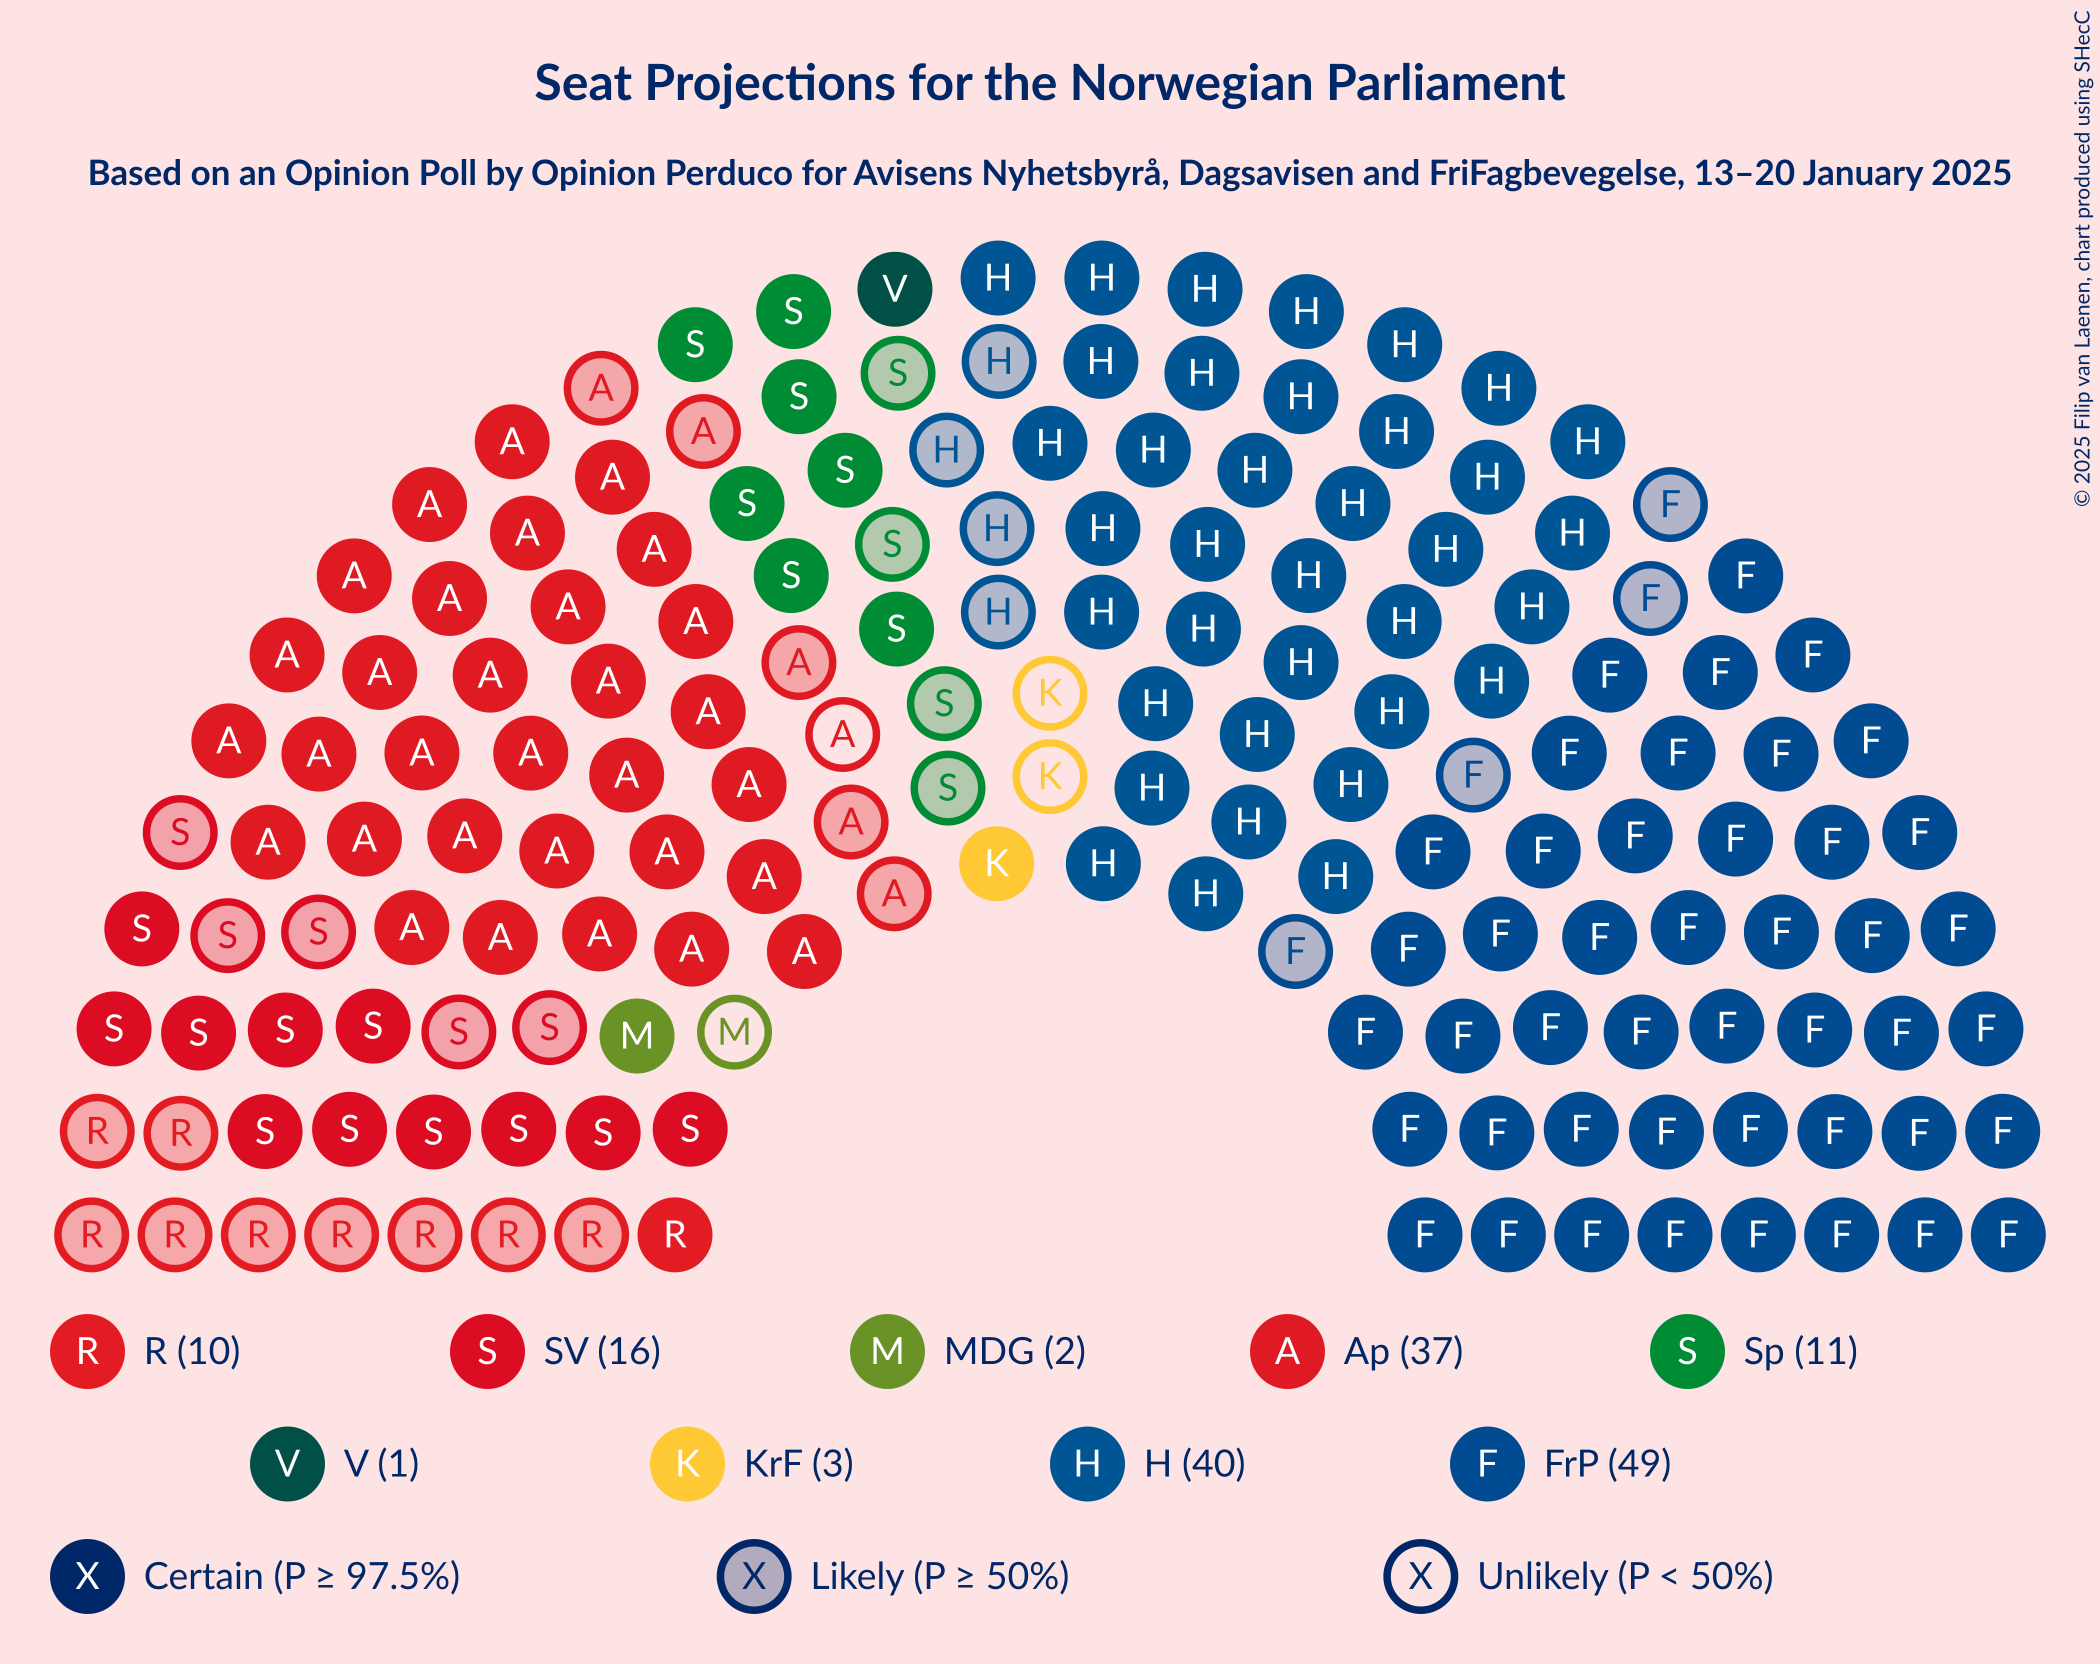 Seat Projections for the Norwegian Parliament
Based on an Opinion Poll by Opinion Perduco for Avisens Nyhetsbyrå, Dagsavisen and FriFagbevegelse, 13–20 January 2025
© 2025 Filip van Laenen, chart produced using SHecC
V H H H H
S S H H H H
A S S H H H H
A A S H H H H H
A A S S H H H F
A A A S S H H H H H H F
A A A S H H H H F
A A A A S H H H H H
A A A A A K H H H F F F
A A A A A A S H H H F F F F
A A A A A A S K H H F F F F
S A A A A A A A K H H H F F F F F F
S S S A A A A A A H F F F F F F F F
S S S S S S M M F F F F F F F F
R R S S S S S S F F F F F F F F
R R R R R R R R F F F F F F F F
R R (10) S SV (16) M MDG (2) A Ap (37) S Sp (11)
V V (1) K KrF (3) H H (40) F FrP (49)
X Certain (P ≥ 97.5%) X Likely (P ≥ 50%) X Unlikely (P < 50%)